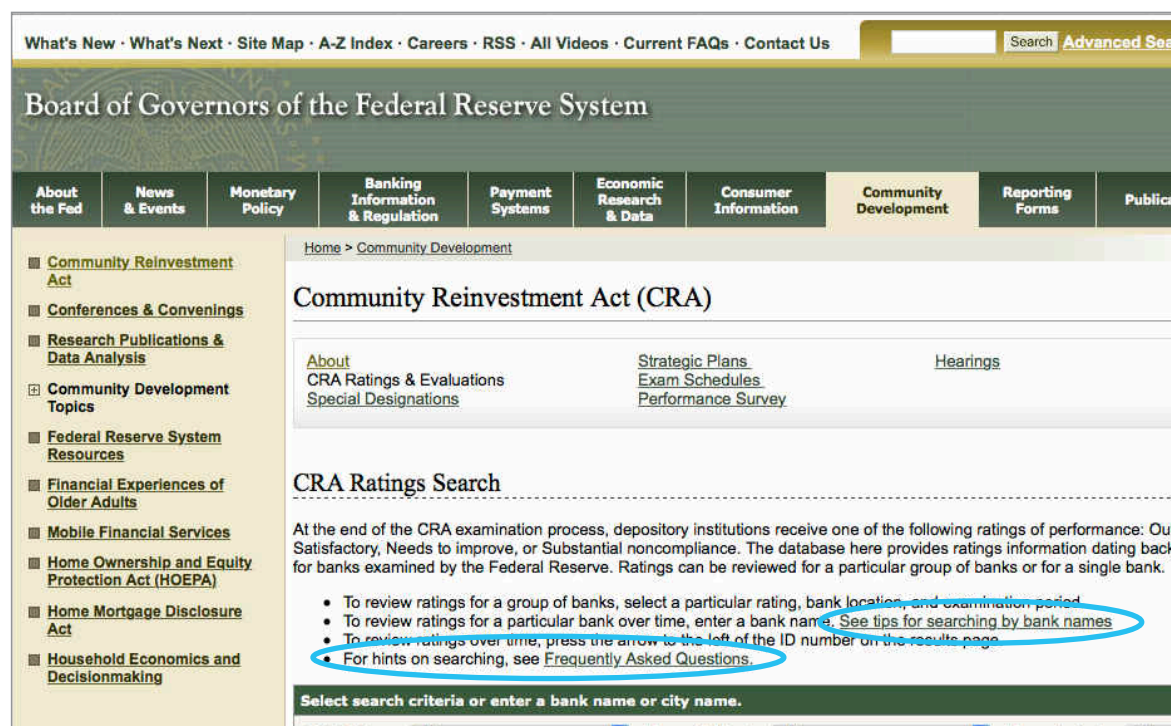 What's New · What's Next · Site Map · A-Z Index · Careers · RSS · All Videos · Current FAQs · Contact Us
Search Advanced Sea
Board of Governors of the Federal Reserve System
About the Fed
News & Events
Monetary Policy
Banking Information & Regulation
Payment Systems
Economic Research & Data
Consumer Information
Community Development
Reporting Forms
Publica
Community Reinvestment
Act
Conferences & Convenings
Research Publications &
Data Analysis
Community Development
Topics
Federal Reserve System
Resources
Financial Experiences of
Older Adults
Mobile Financial Services
Home Ownership and Equity
Protection Act (HOEPA)
Home Mortgage Disclosure
Act
Household Economics and
Decisionmaking
Home > Community Development
Community Reinvestment Act (CRA)
About
CRA Ratings & Evaluations
Special Designations
Strategic Plans
Exam Schedules
Performance Survey
Hearings
CRA Ratings Search
At the end of the CRA examination process, depository institutions receive one of the following ratings of performance: Ou
Satisfactory, Needs to improve, or Substantial noncompliance. The database here provides ratings information dating back
for banks examined by the Federal Reserve. Ratings can be reviewed for a particular group of banks or for a single bank.
• To review ratings for a group of banks, select a particular rating, bank location, and examination period.
• To review ratings for a particular bank over time, enter a bank name. See tips for searching by bank names
• To review ratings over time, press the arrow to the left of the ID number on the results page.
• For hints on searching, see Frequently Asked Questions.
Select search criteria or enter a bank name or city name.